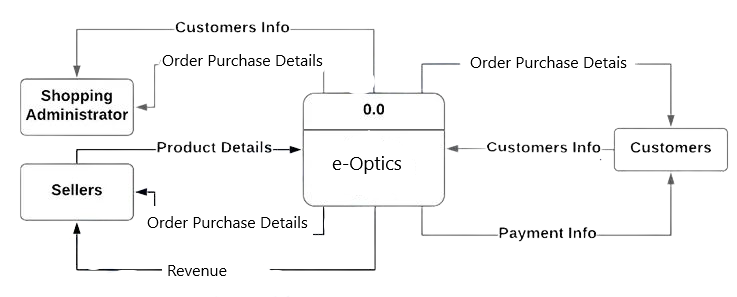 Customers Info
Order Purchase Details
Order Purchase Detais
Shopping
Administrator
0.0
Product Details
e-Optics
Customers Info
Customers
Sellers
Order Purchase Details
Payment Info
Revenue